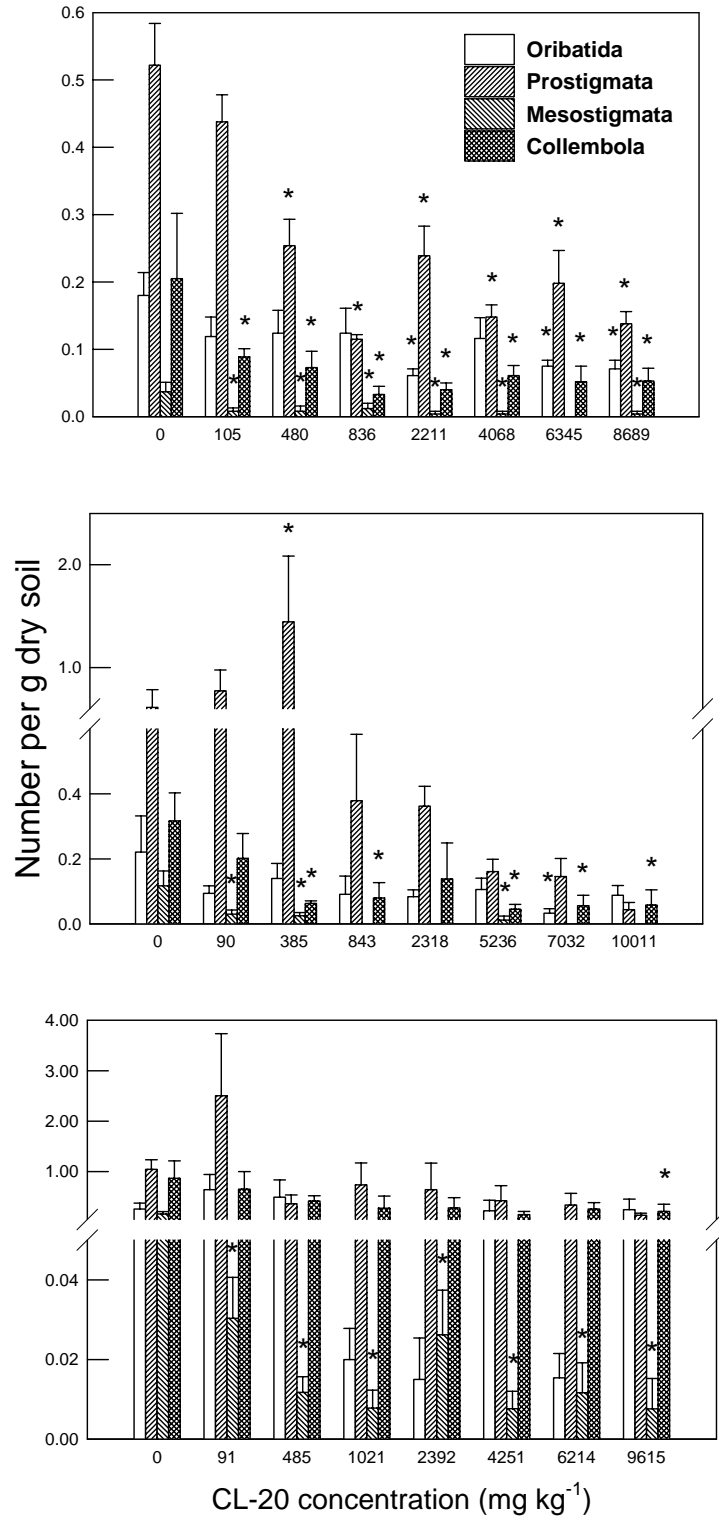 0.6
0.5
0.4
0.3
0.2
0.1
0.0
Oribatida
Prostigmata
Mesostigmata
Collembola
* * * * * * * * * * * * * * * * * * * * * *
0 105 480 836 2211 4068 6345 8689
Number per g dry soil
2.0
1.0
0.4
0.2
0.0
* * * * * * * * * *
0 90 385 843 2318 5236 7032 10011
4.00
3.00
2.00
1.00
0.04
0.02
0.00
* * * * * * * *
0 91 485 1021 2392 4251 6214 9615
CL-20 concentration (mg kg⁻¹)